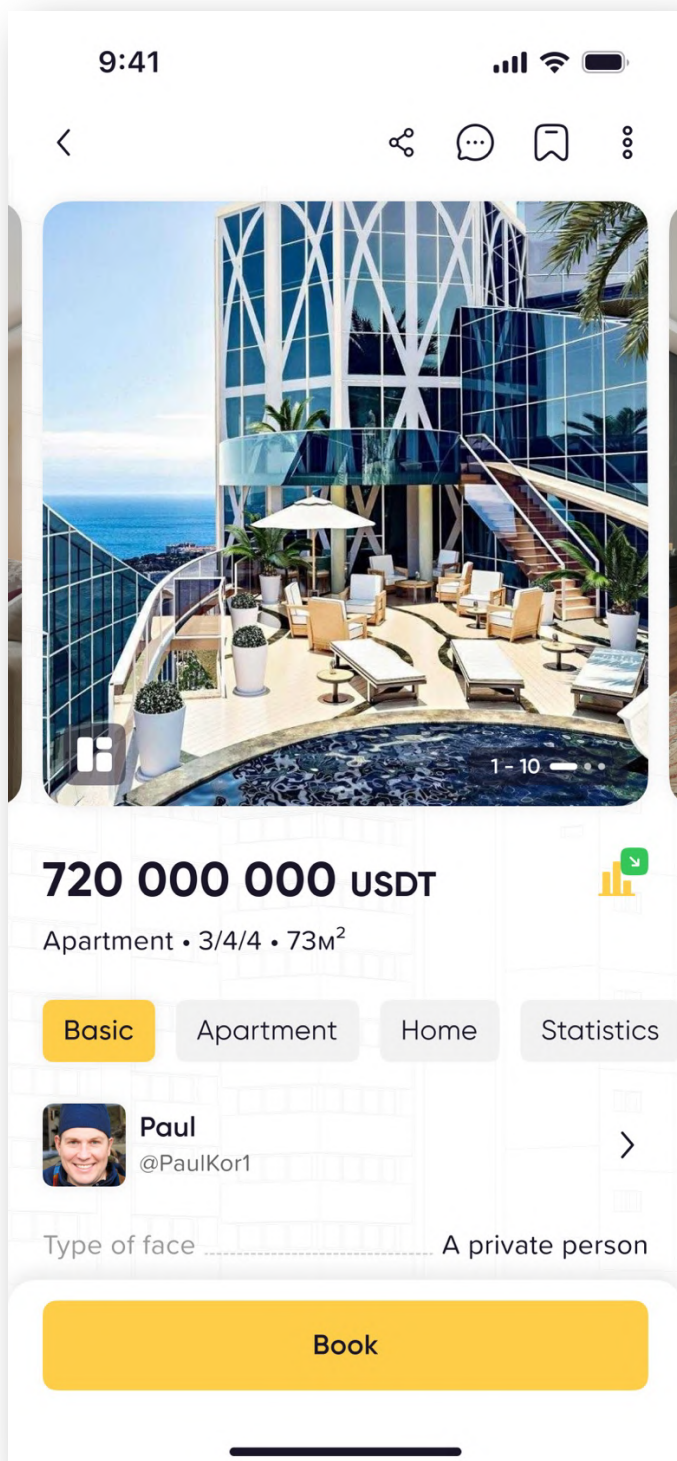 9:41
1 - 10
720 000 000 USDT
Apartment • 3/4/4 • 73м²
Basic Apartment Home Statistics
Paul
@PaulKor1
Type of face A private person
Book